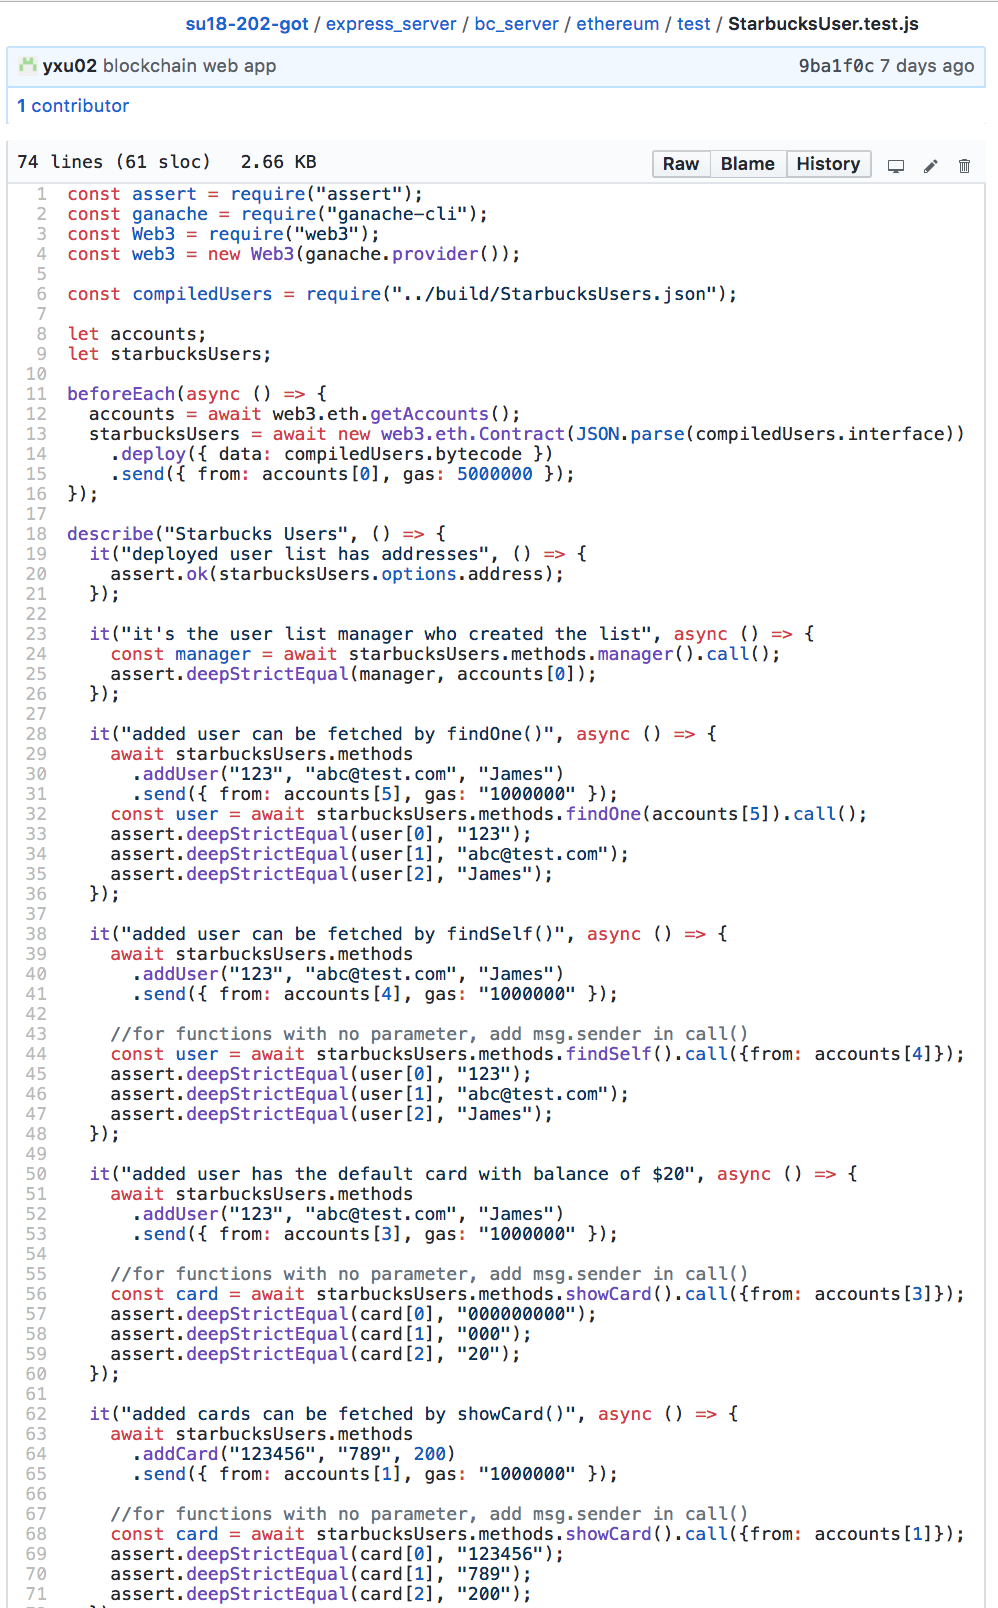 su18-202-got / express_server / bc_server / ethereum / test / StarbucksUser.test.js
yxu02 blockchain web app 9ba1f0c 7 days ago
1 contributor
74 lines (61 sloc) 2.66 KB Raw Blame History
1 const assert = require("assert");
2 const ganache = require("ganache-cli");
3 const Web3 = require("web3");
4 const web3 = new Web3(ganache.provider());
5
6 const compiledUsers = require("../build/StarbucksUsers.json");
7
8 let accounts;
9 let starbucksUsers;
10
11 beforeEach(async () => {
12   accounts = await web3.eth.getAccounts();
13   starbucksUsers = await new web3.eth.Contract(JSON.parse(compiledUsers.interface))
14     .deploy({ data: compiledUsers.bytecode })
15     .send({ from: accounts[0], gas: 5000000 });
16 });
17
18 describe("Starbucks Users", () => {
19   it("deployed user list has addresses", () => {
20     assert.ok(starbucksUsers.options.address);
21   });
22
23   it("it's the user list manager who created the list", async () => {
24     const manager = await starbucksUsers.methods.manager().call();
25     assert.deepStrictEqual(manager, accounts[0]);
26   });
27
28   it("added user can be fetched by findOne()", async () => {
29     await starbucksUsers.methods
30       .addUser("123", "abc@test.com", "James")
31       .send({ from: accounts[5], gas: "1000000" });
32     const user = await starbucksUsers.methods.findOne(accounts[5]).call();
33     assert.deepStrictEqual(user[0], "123");
34     assert.deepStrictEqual(user[1], "abc@test.com");
35     assert.deepStrictEqual(user[2], "James");
36   });
37
38   it("added user can be fetched by findSelf()", async () => {
39     await starbucksUsers.methods
40       .addUser("123", "abc@test.com", "James")
41       .send({ from: accounts[4], gas: "1000000" });
42
43     //for functions with no parameter, add msg.sender in call()
44     const user = await starbucksUsers.methods.findSelf().call({from: accounts[4]});
45     assert.deepStrictEqual(user[0], "123");
46     assert.deepStrictEqual(user[1], "abc@test.com");
47     assert.deepStrictEqual(user[2], "James");
48   });
49
50   it("added user has the default card with balance of $20", async () => {
51     await starbucksUsers.methods
52       .addUser("123", "abc@test.com", "James")
53       .send({ from: accounts[3], gas: "1000000" });
54
55     //for functions with no parameter, add msg.sender in call()
56     const card = await starbucksUsers.methods.showCard().call({from: accounts[3]});
57     assert.deepStrictEqual(card[0], "000000000");
58     assert.deepStrictEqual(card[1], "000");
59     assert.deepStrictEqual(card[2], "20");
60   });
61
62   it("added cards can be fetched by showCard()", async () => {
63     await starbucksUsers.methods
64       .addCard("123456", "789", 200)
65       .send({ from: accounts[1], gas: "1000000" });
66
67     //for functions with no parameter, add msg.sender in call()
68     const card = await starbucksUsers.methods.showCard().call({from: accounts[1]});
69     assert.deepStrictEqual(card[0], "123456");
70     assert.deepStrictEqual(card[1], "789");
71     assert.deepStrictEqual(card[2], "200");